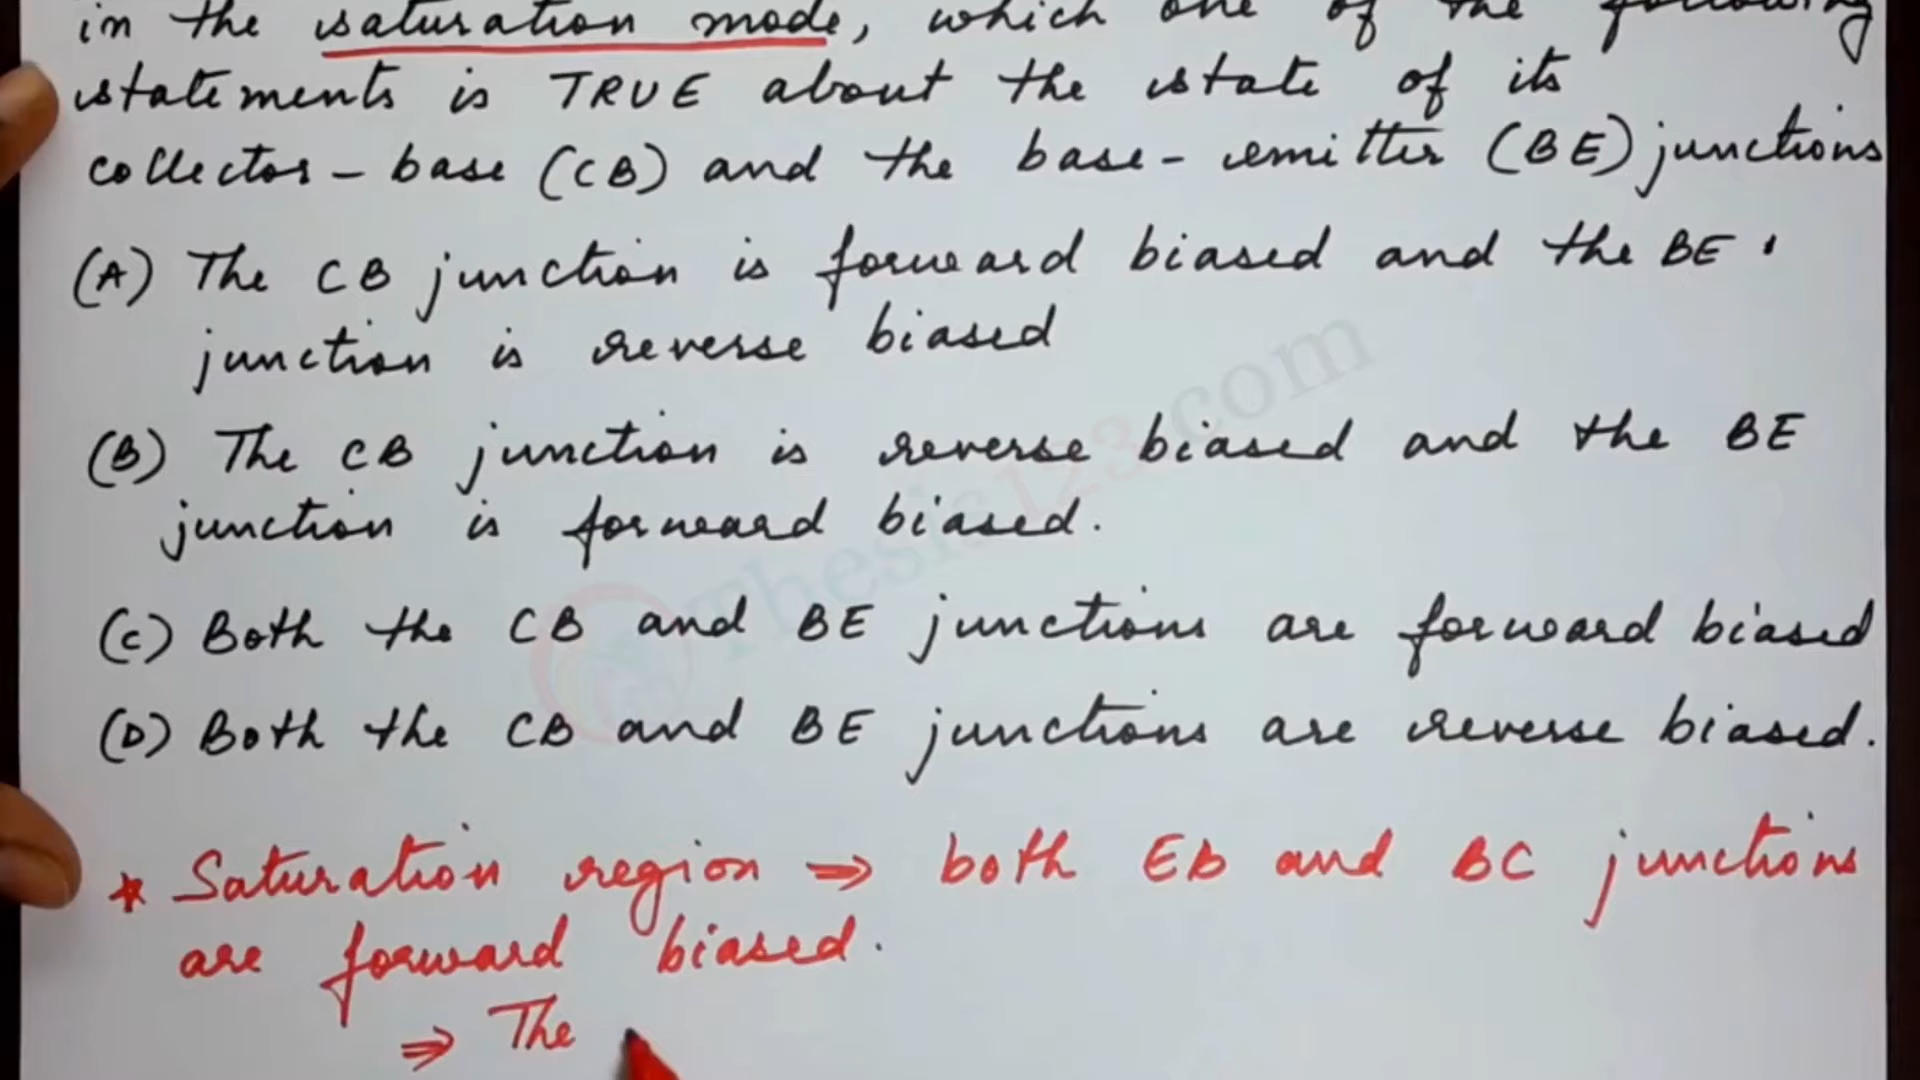 in the saturation mode, which one of the following
statements is TRUE about the state of its
collector-base (CB) and the base-emitter (BE) junctions
(A) The CB junction is forward biased and the BE
junction is reverse biased
(B) The CB junction is reverse biased and the BE
junction is forward biased.
(C) Both the CB and BE junctions are forward biased
(D) Both the CB and BE junctions are reverse biased.
Thesis123.com
* Saturation region ⇒ both EB and BC junctions
are forward biased.
⇒ The